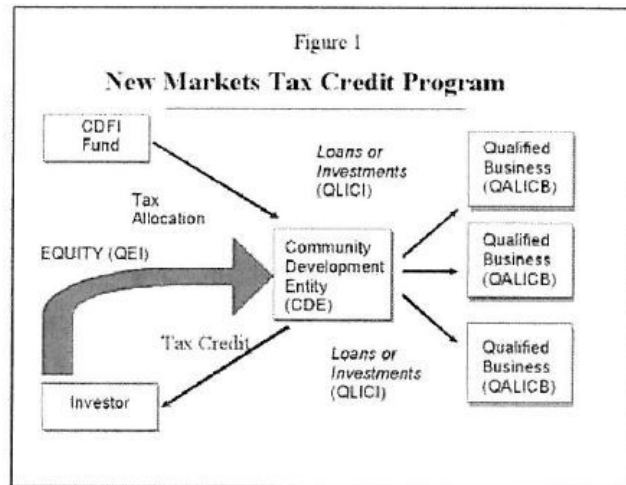 Figure 1
New Markets Tax Credit Program
CDFI
Fund
Tax
Allocation
EQUITY (QEI)
Investor
Tax Credit
Community
Development
Entity
(CDE)
Loans or
Investments
(QLICI)
Loans or
Investments
(QLICI)
Qualified
Business
(QALICB)
Qualified
Business
(QALICB)
Qualified
Business
(QALICB)